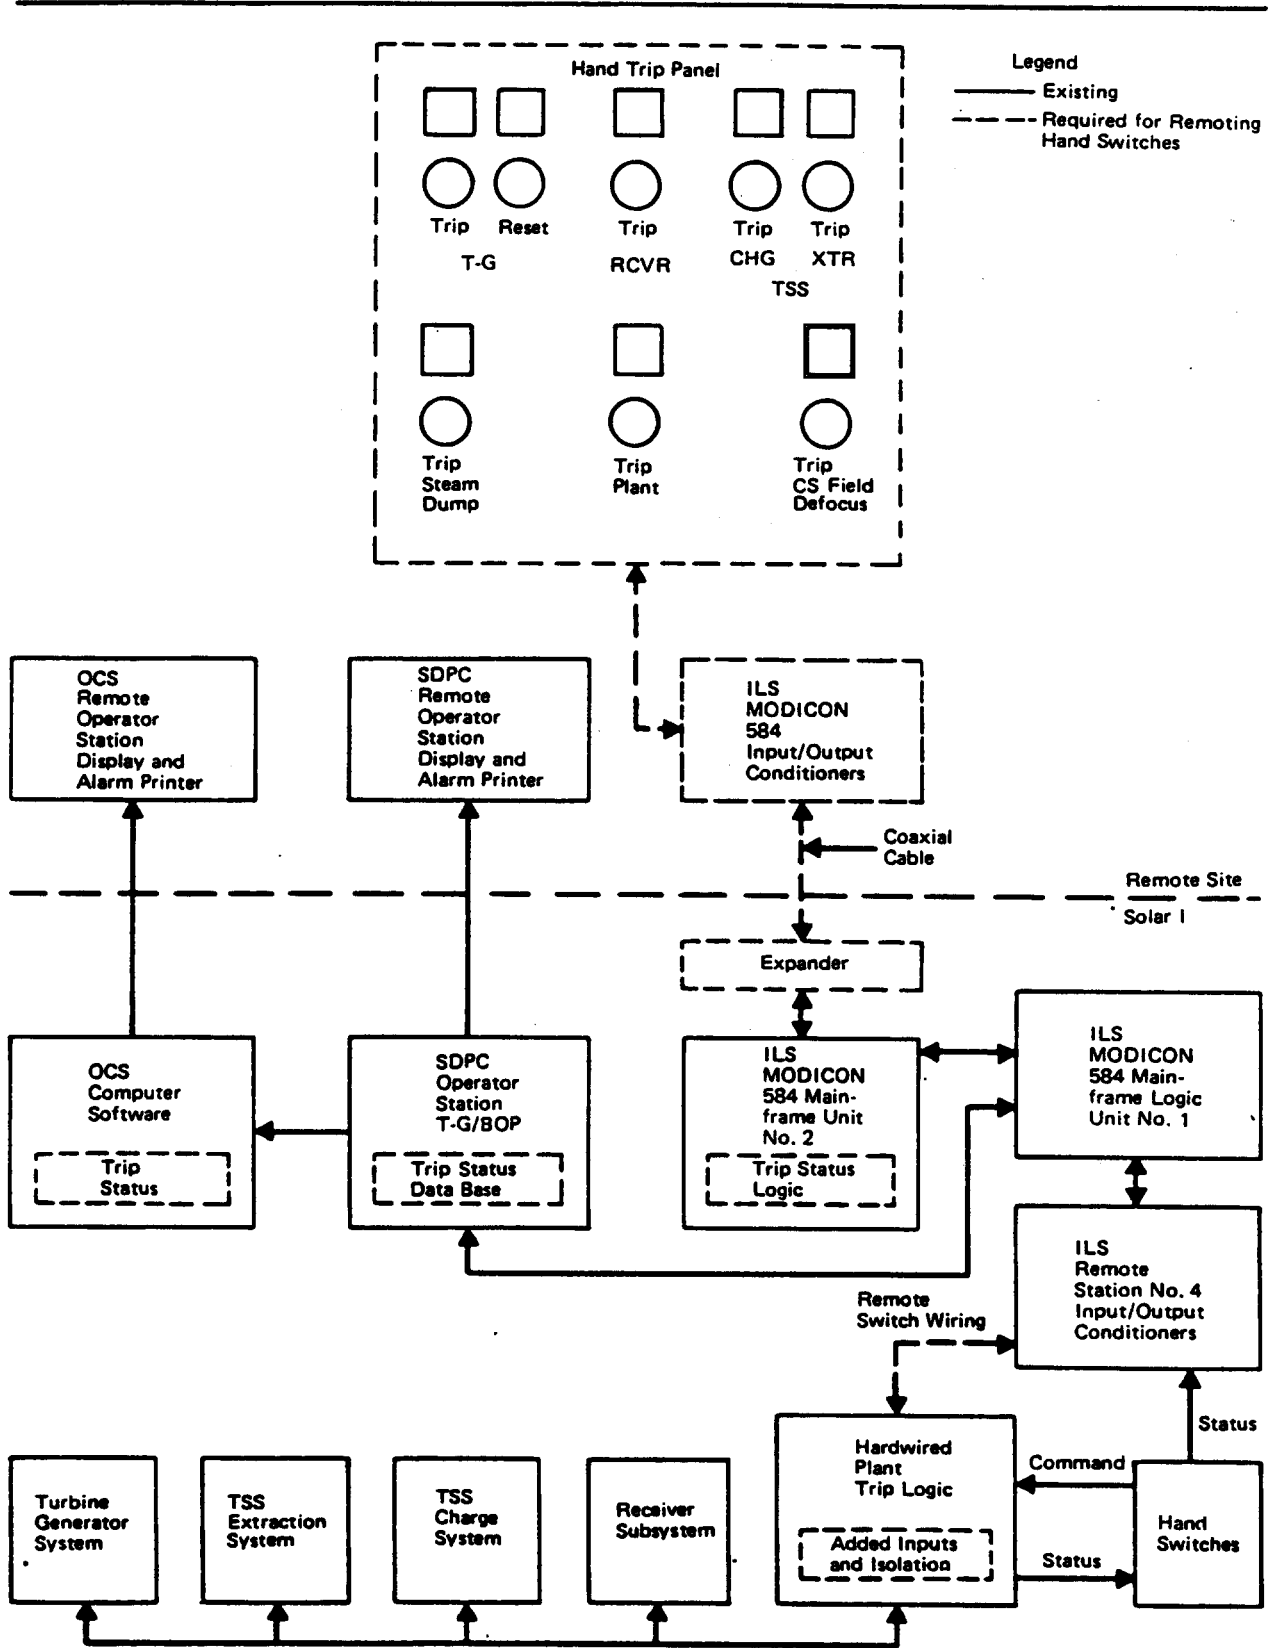 Hand Trip Panel
Legend
Existing
Required for Remoting
Hand Switches
Trip
Reset
Trip
Trip
Trip
T-G
RCVR
CHG
XTR
TSS
Trip
Steam
Dump
Trip
Plant
Trip
CS Field
Defocus
OCS
Remote
Operator
Station
Display and
Alarm Printer
SDPC
Remote
Operator
Station
Display and
Alarm Printer
ILS
MODICON
584
Input/Output
Conditioners
Coaxial
Cable
Remote Site
Solar I
Expander
OCS
Computer
Software
Trip
Status
SDPC
Operator
Station
T-G/BOP
Trip Status
Data Base
ILS
MODICON
584 Main-
frame Unit
No. 2
Trip Status
Logic
ILS
MODICON
584 Main-
frame Logic
Unit No. 1
ILS
Remote
Station No. 4
Input/Output
Conditioners
Remote
Switch Wiring
Status
Turbine
Generator
System
TSS
Extraction
System
TSS
Charge
System
Receiver
Subsystem
Hardwired
Plant
Trip Logic
Added Inputs
and Isolation
Command
Status
Hand
Switches